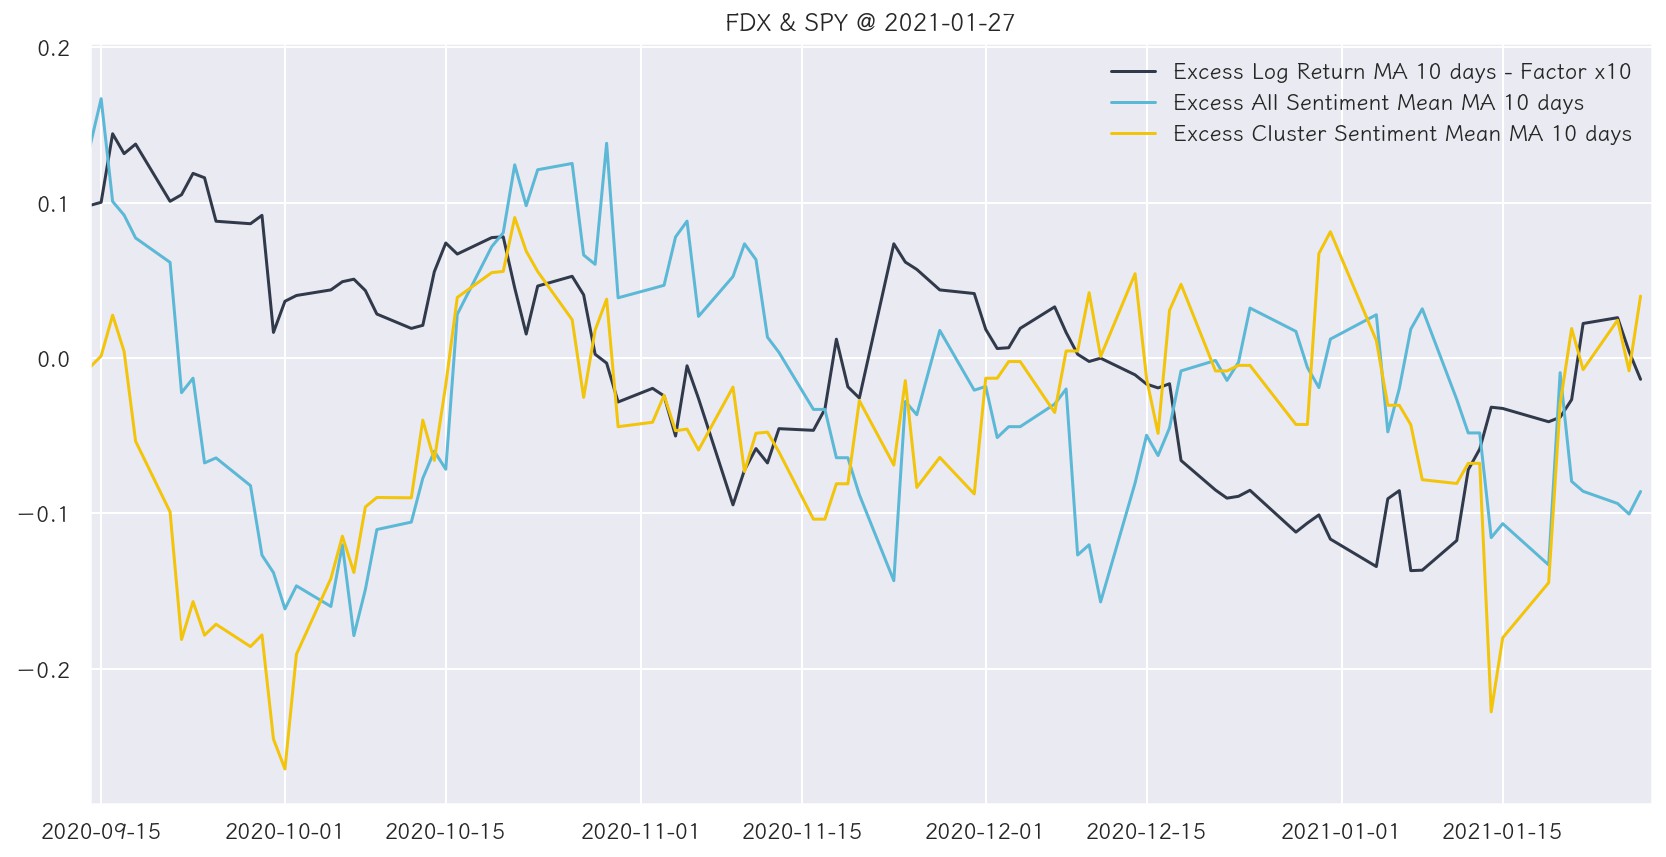 FDX & SPY @ 2021-01-27
Excess Log Return MA 10 days - Factor x10
Excess All Sentiment Mean MA 10 days
Excess Cluster Sentiment Mean MA 10 days
0.2
0.1
0.0
−0.1
−0.2
2020-09-15 2020-10-01 2020-10-15 2020-11-01 2020-11-15 2020-12-01 2020-12-15 2021-01-01 2021-01-15